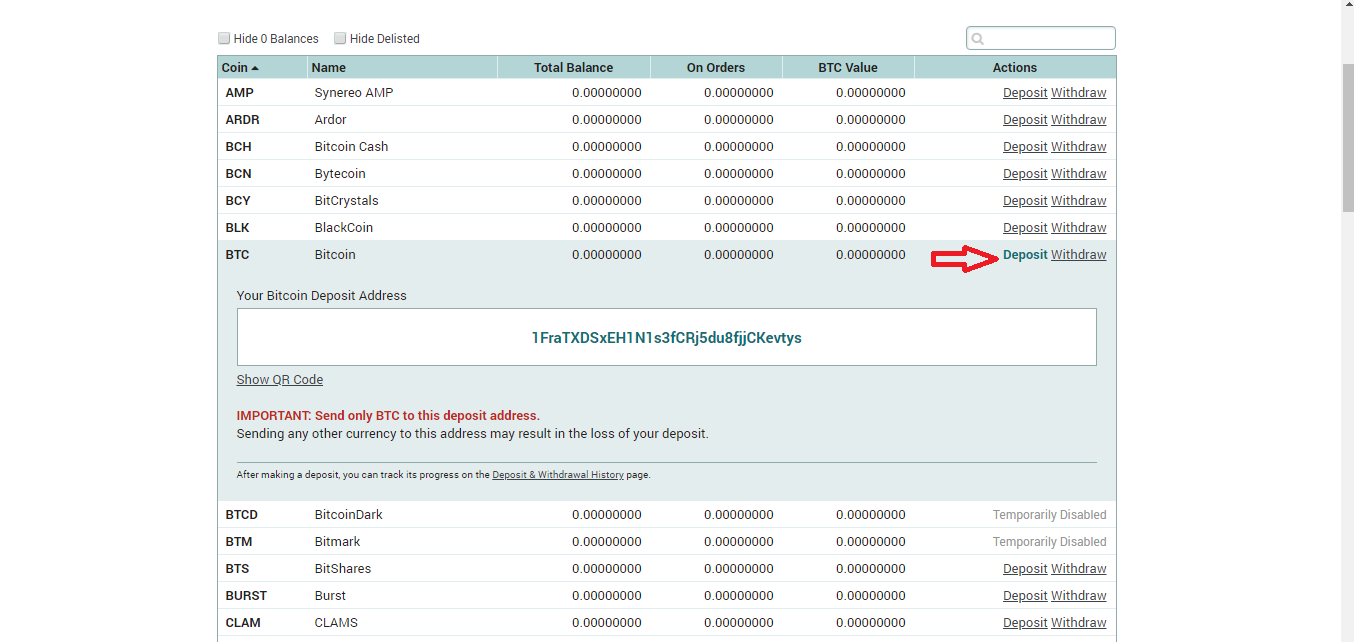 Hide 0 Balances Hide Delisted
Coin Name Total Balance On Orders BTC Value Actions
AMP Synereo AMP 0.00000000 0.00000000 0.00000000 Deposit Withdraw
ARDR Ardor 0.00000000 0.00000000 0.00000000 Deposit Withdraw
BCH Bitcoin Cash 0.00000000 0.00000000 0.00000000 Deposit Withdraw
BCN Bytecoin 0.00000000 0.00000000 0.00000000 Deposit Withdraw
BCY BitCrystals 0.00000000 0.00000000 0.00000000 Deposit Withdraw
BLK BlackCoin 0.00000000 0.00000000 0.00000000 Deposit Withdraw
BTC Bitcoin 0.00000000 0.00000000 0.00000000 Deposit Withdraw
Your Bitcoin Deposit Address
1FraTXDSxEH1N1s3fCRj5du8fjjCKevtys
Show QR Code
IMPORTANT: Send only BTC to this deposit address.
Sending any other currency to this address may result in the loss of your deposit.
After making a deposit, you can track its progress on the Deposit & Withdrawal History page.
BTCD BitcoinDark 0.00000000 0.00000000 0.00000000 Temporarily Disabled
BTM Bitmark 0.00000000 0.00000000 0.00000000 Temporarily Disabled
BTS BitShares 0.00000000 0.00000000 0.00000000 Deposit Withdraw
BURST Burst 0.00000000 0.00000000 0.00000000 Deposit Withdraw
CLAM CLAMS 0.00000000 0.00000000 0.00000000 Deposit Withdraw